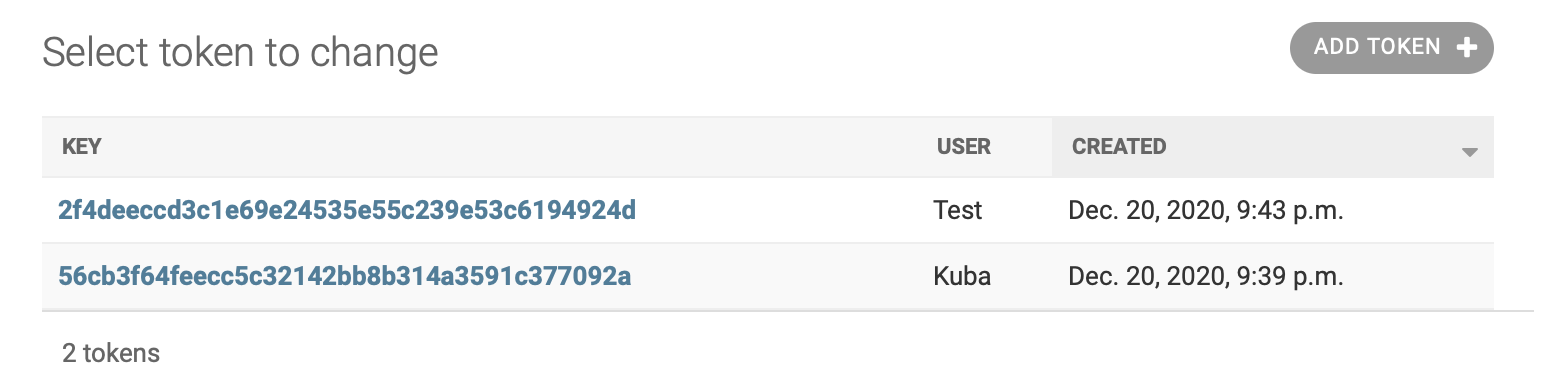 Select token to change
ADD TOKEN
KEY USER CREATED
2f4deeccd3c1e69e24535e55c239e53c6194924d Test Dec. 20, 2020, 9:43 p.m.
56cb3f64feecc5c32142bb8b314a3591c377092a Kuba Dec. 20, 2020, 9:39 p.m.
2 tokens